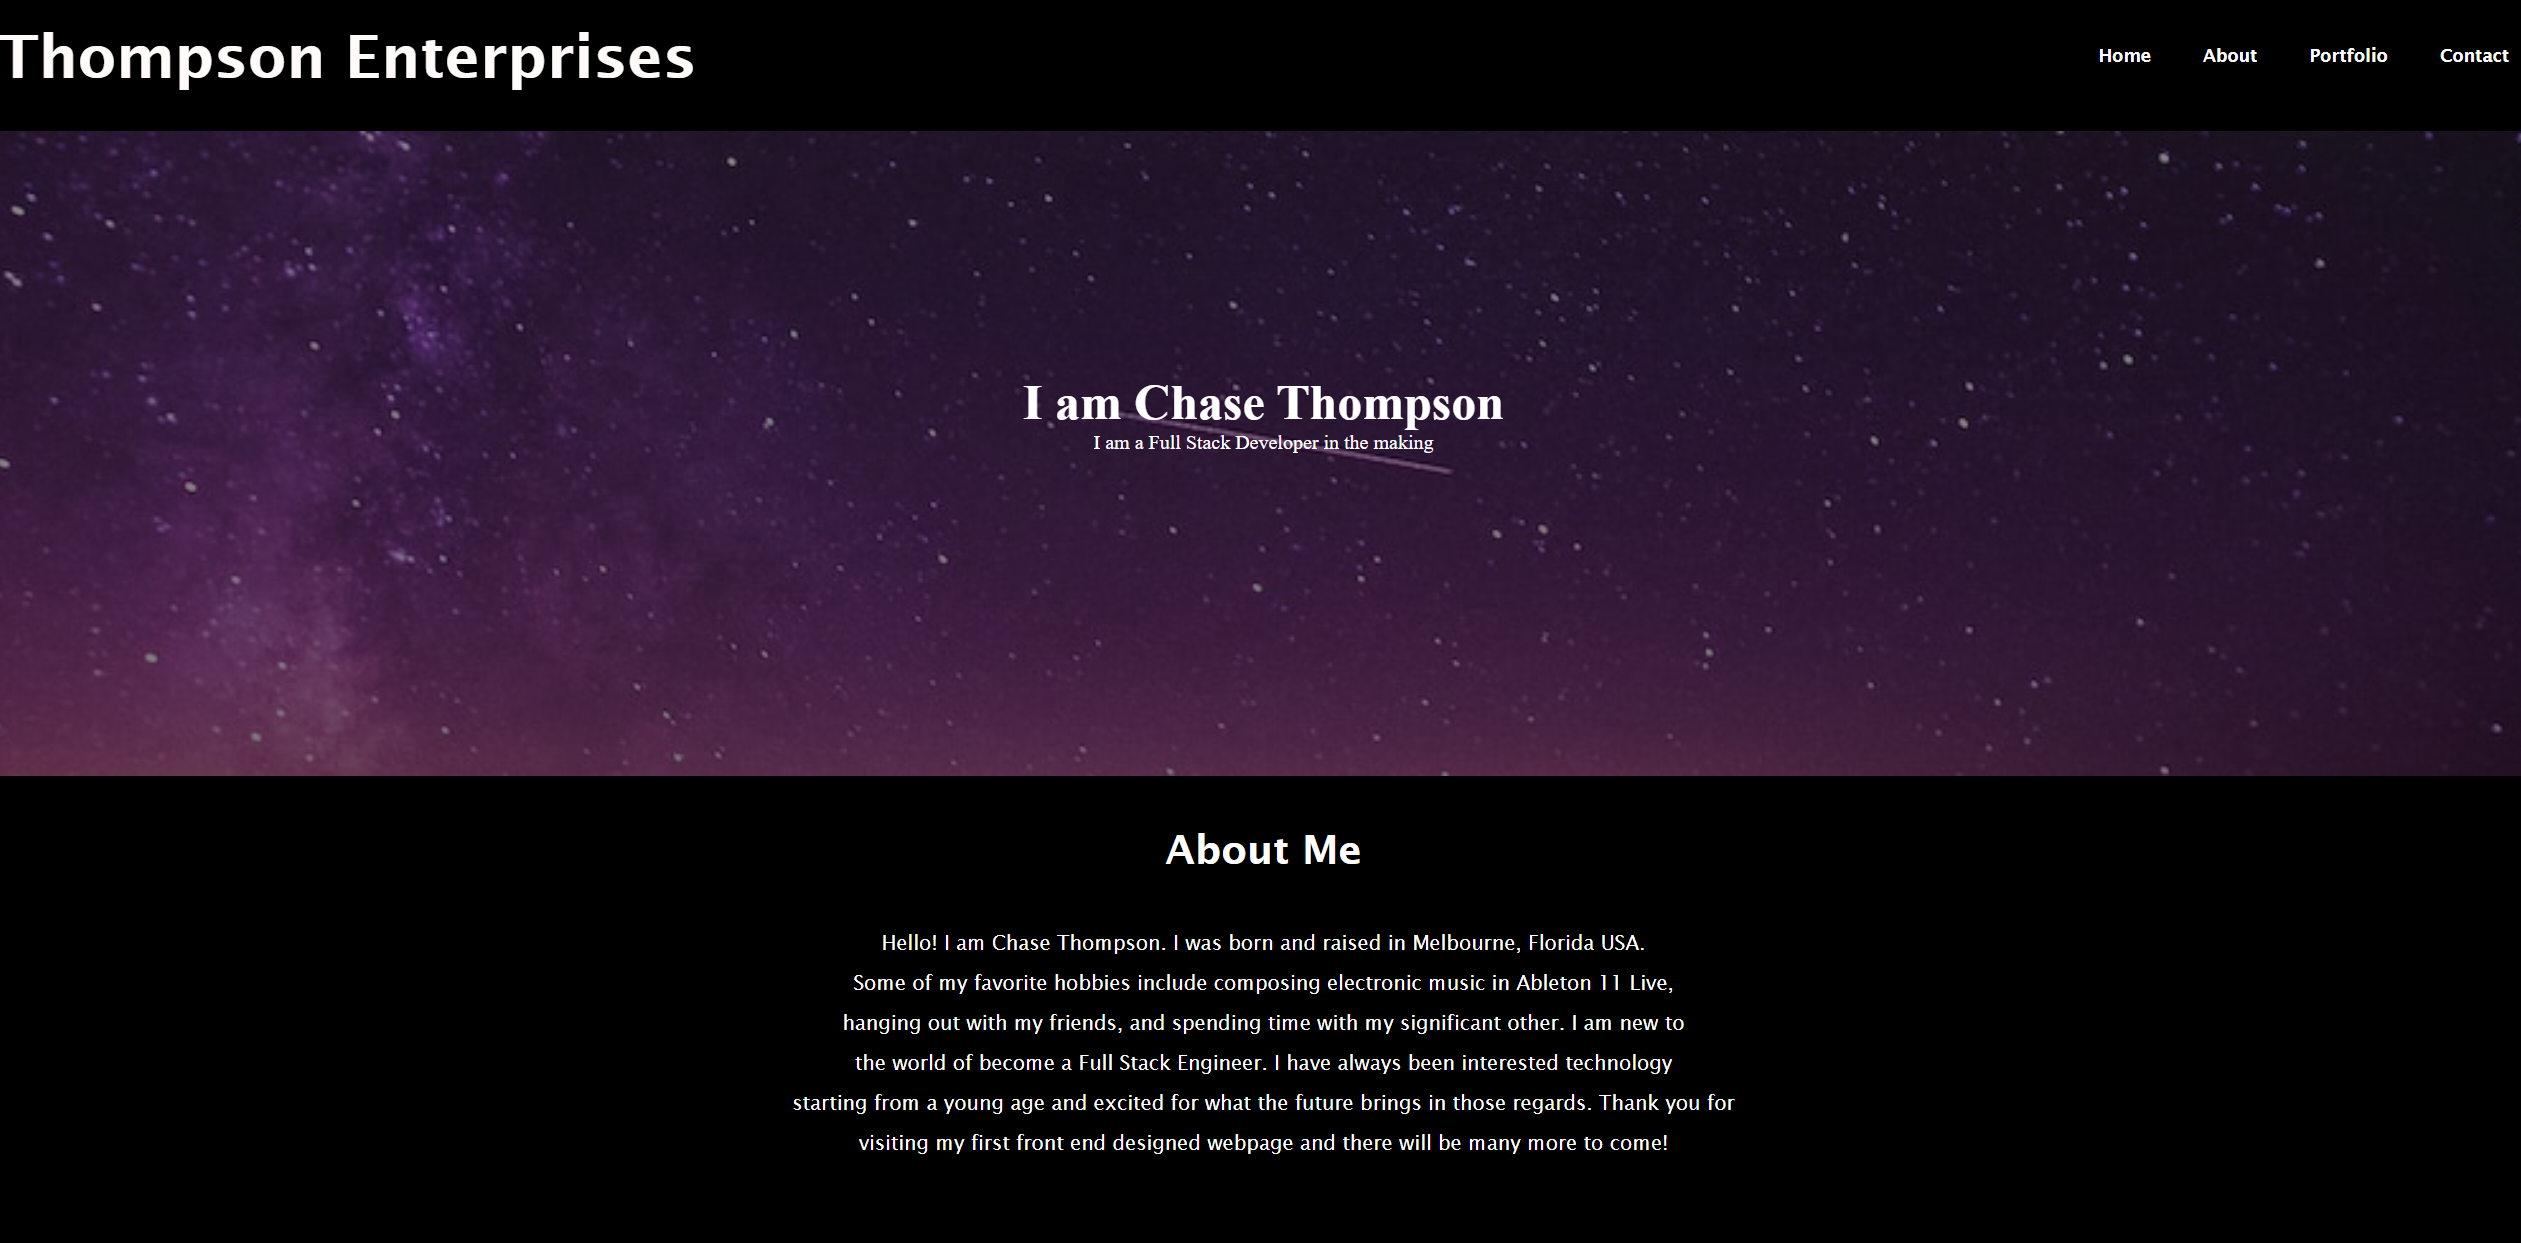 Thompson Enterprises
Home About Portfolio Contact
I am Chase Thompson
I am a Full Stack Developer in the making
About Me
Hello! I am Chase Thompson. I was born and raised in Melbourne, Florida USA.
Some of my favorite hobbies include composing electronic music in Ableton 11 Live,
hanging out with my friends, and spending time with my significant other. I am new to
the world of become a Full Stack Engineer. I have always been interested technology
starting from a young age and excited for what the future brings in those regards. Thank you for
visiting my first front end designed webpage and there will be many more to come!